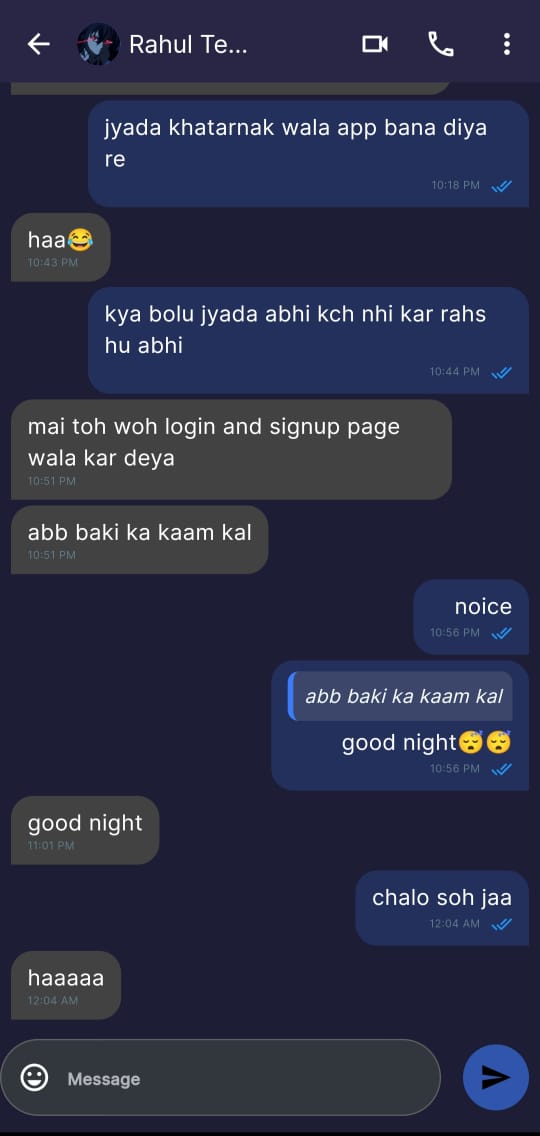 Rahul Te...
jyada khatarnak wala app bana diya
re
10:18 PM
haa😂
10:43 PM
kya bolu jyada abhi kch nhi kar rahs
hu abhi
10:44 PM
mai toh woh login and signup page
wala kar deya
10:51 PM
abb baki ka kaam kal
10:51 PM
noice
10:56 PM
abb baki ka kaam kal
good night😴😴
10:56 PM
good night
11:01 PM
chalo soh jaa
12:04 AM
haaaaa
12:04 AM
Message